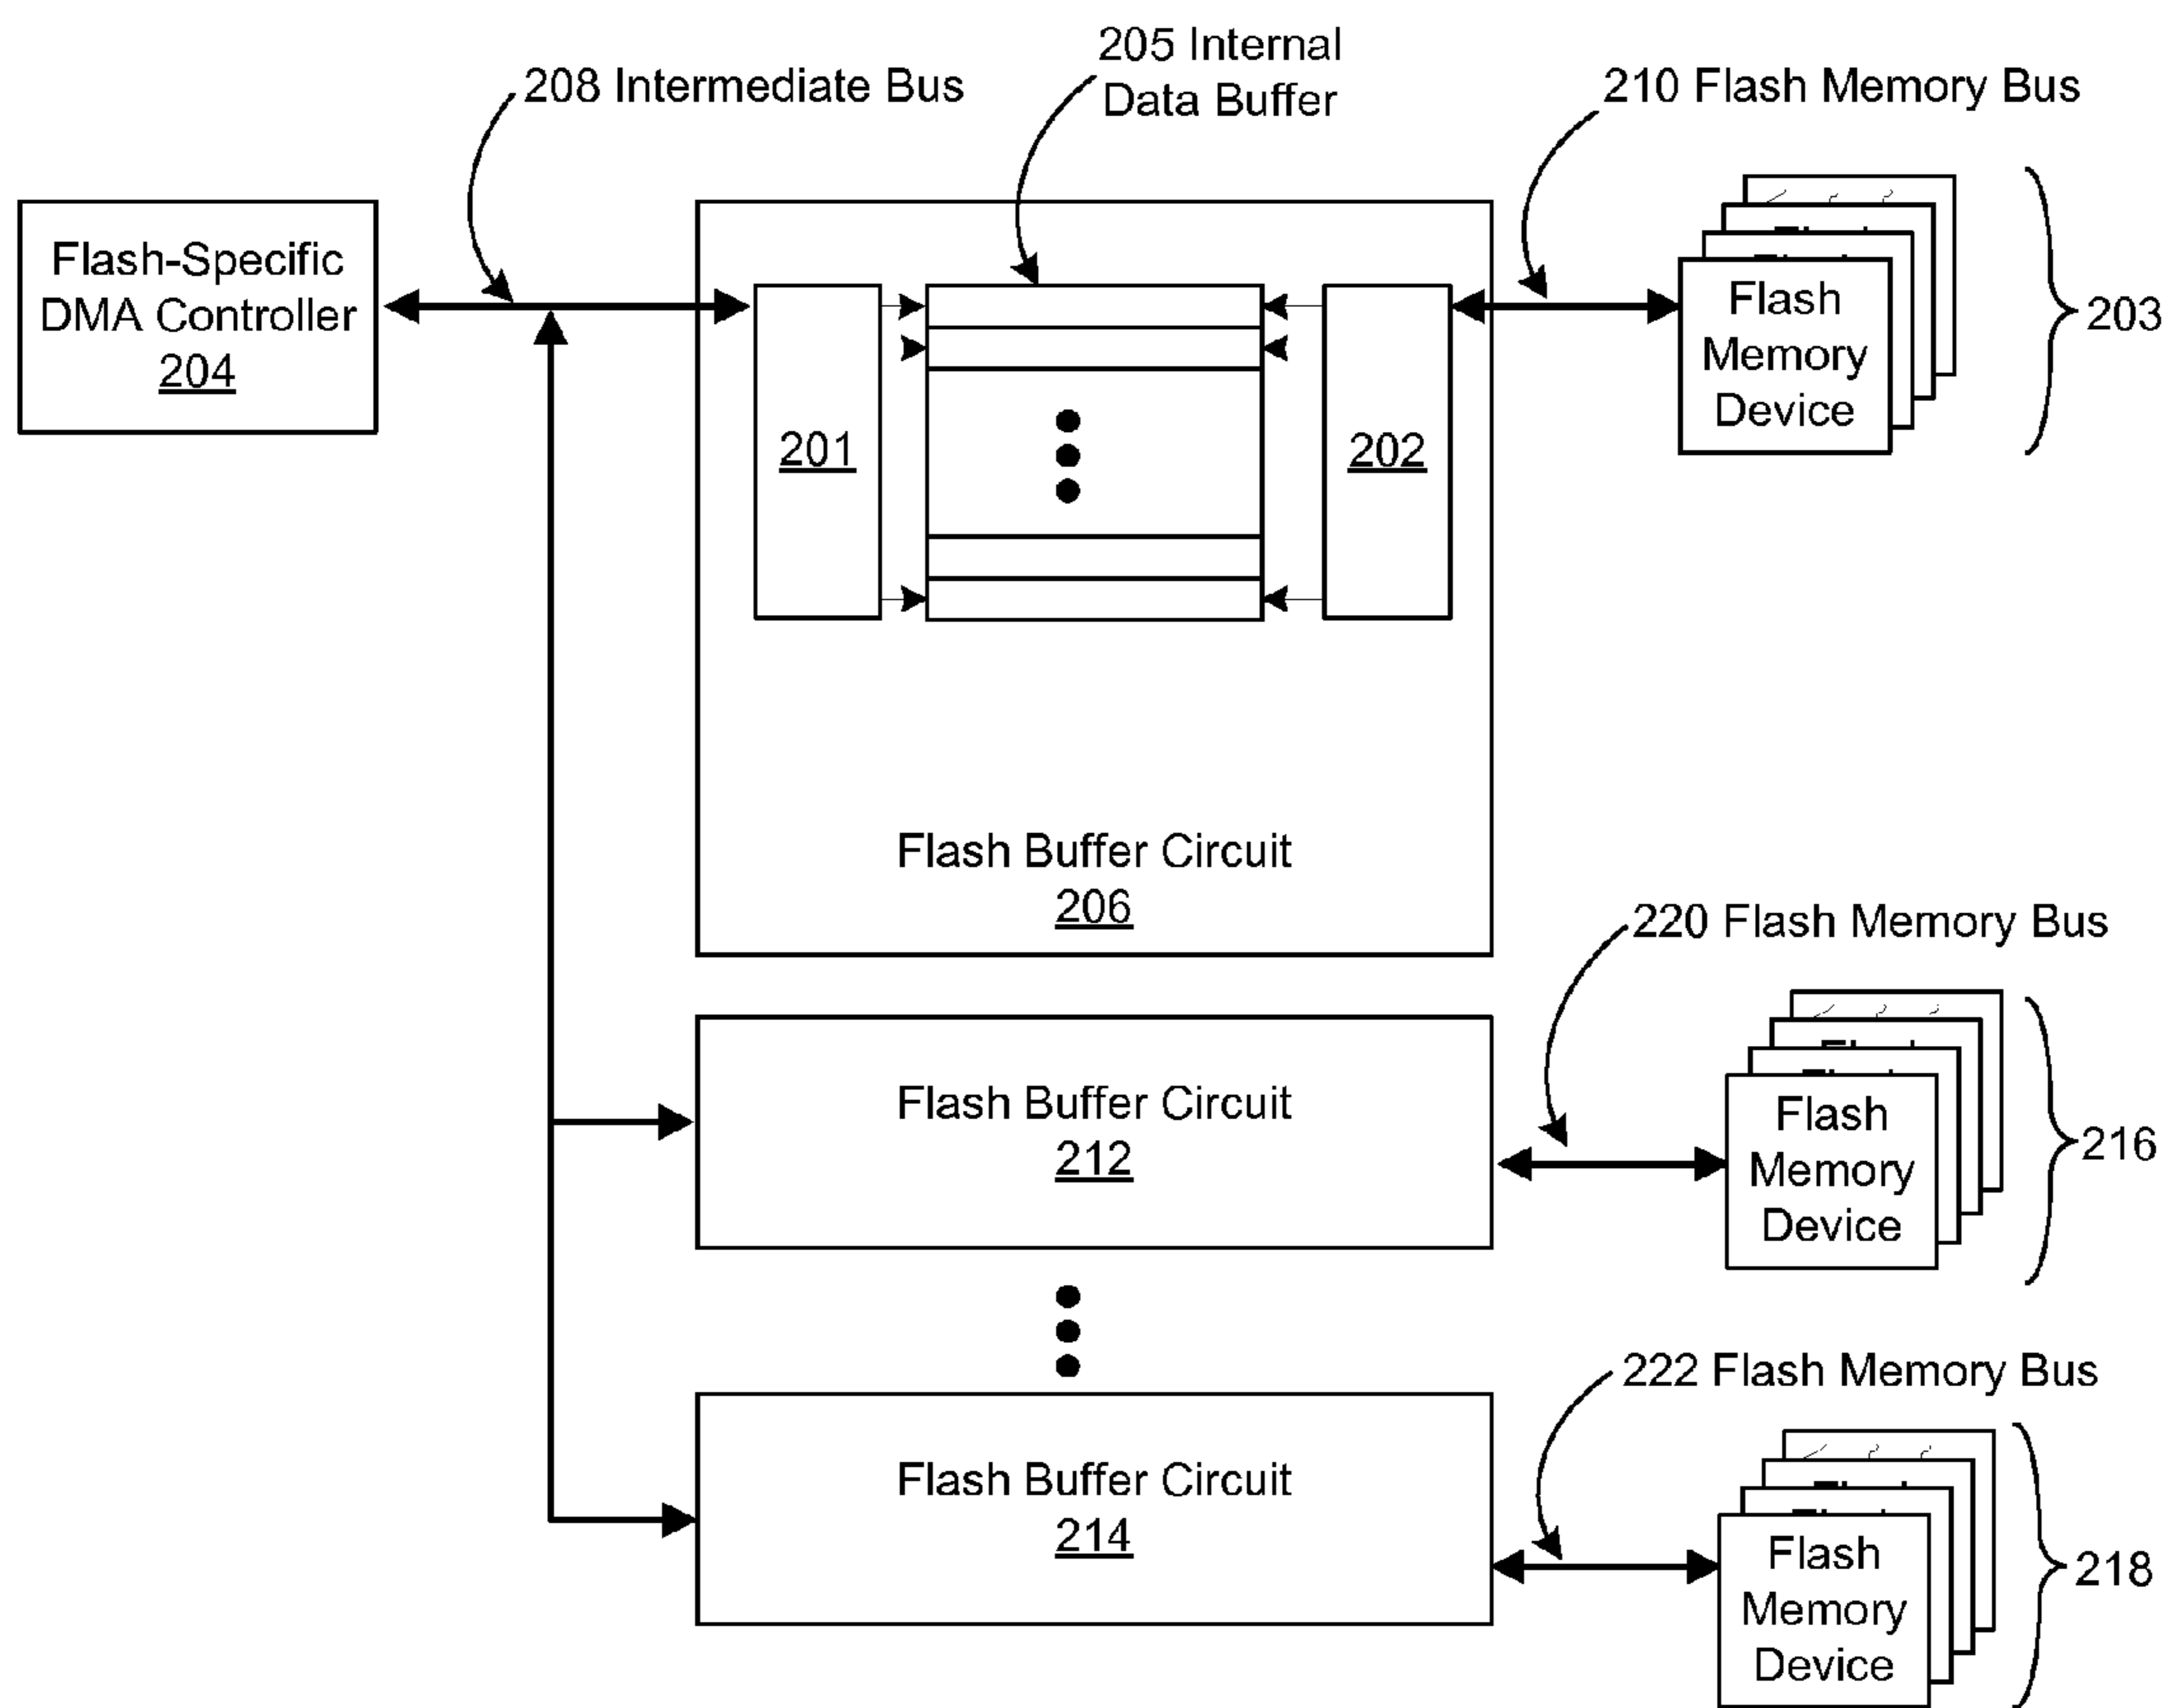 205 Internal
Data Buffer
208 Intermediate Bus
210 Flash Memory Bus
Flash-Specific
DMA Controller
204
201
202
Flash
Memory
Device
203
Flash Buffer Circuit
206
220 Flash Memory Bus
Flash Buffer Circuit
212
Flash
Memory
Device
216
222 Flash Memory Bus
Flash Buffer Circuit
214
Flash
Memory
Device
218